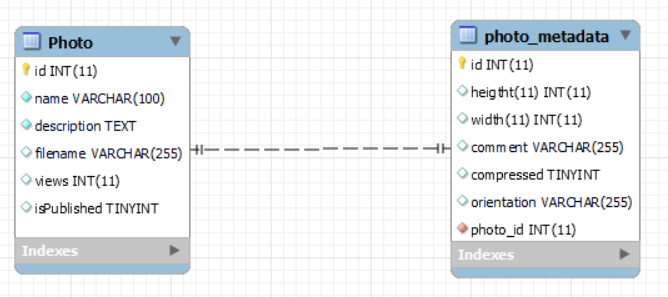 Photo
id INT(11)
name VARCHAR(100)
description TEXT
filename VARCHAR(255)
views INT(11)
isPublished TINYINT
Indexes
photo_metadata
id INT(11)
heigth(11) INT(11)
width(11) INT(11)
comment VARCHAR(255)
compressed TINYINT
orientation VARCHAR(255)
photo_id INT(11)
Indexes